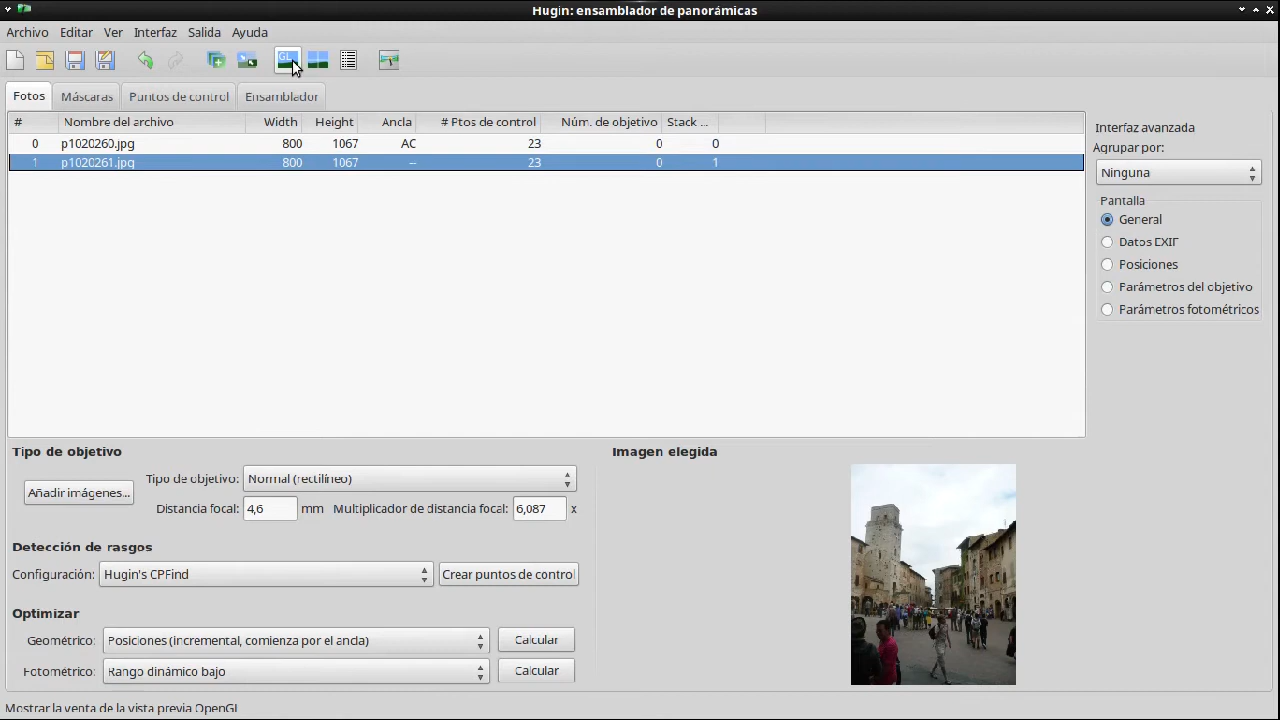 Hugin: ensamblador de panorámicas
Archivo Editar Ver Interfaz Salida Ayuda
GL
Fotos Máscaras Puntos de control Ensamblador
# Nombre del archivo Width Height Ancla # Ptos de control Núm. de objetivo Stack ...
0 p1020260.jpg 800 1067 AC 23 0 0
1 p1020261.jpg 800 1067 -- 23 0 1
Interfaz avanzada
Agrupar por:
Ninguna
Pantalla
General
Datos EXIF
Posiciones
Parámetros del objetivo
Parámetros fotométricos
Tipo de objetivo
Añadir imágenes...
Tipo de objetivo: Normal (rectilíneo)
Distancia focal: 4,6 mm Multiplicador de distancia focal: 6,087 x
Detección de rasgos
Configuración: Hugin's CPFind Crear puntos de control
Optimizar
Geométrico: Posiciones (incremental, comienza por el ancla) Calcular
Fotométrico: Rango dinámico bajo Calcular
Imagen elegida
Mostrar la venta de la vista previa OpenGL